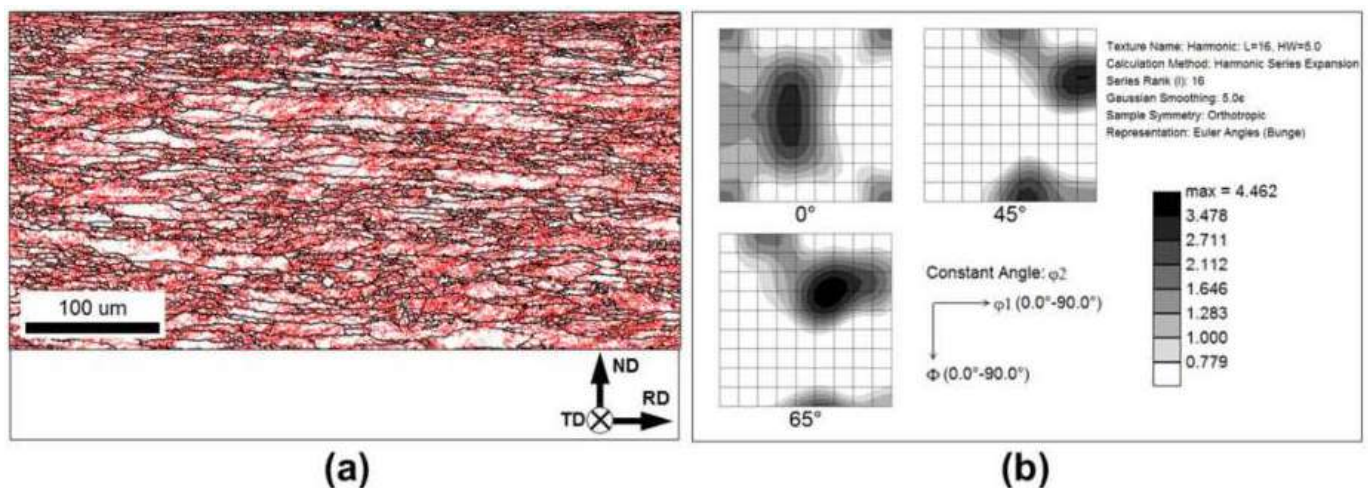 100 um
ND
RD
TD
(a)
0°
45°
65°
Texture Name: Harmonic: L=16, HW=5.0
Calculation Method: Harmonic Series Expansion
Series Rank (l): 16
Gaussian Smoothing: 5.0e
Sample Symmetry: Orthotropic
Representation: Euler Angles (Bunge)
Constant Angle: φ2
φ1 (0.0°-90.0°)
Φ (0.0°-90.0°)
max = 4.462
3.478
2.711
2.112
1.646
1.283
1.000
0.779
(b)